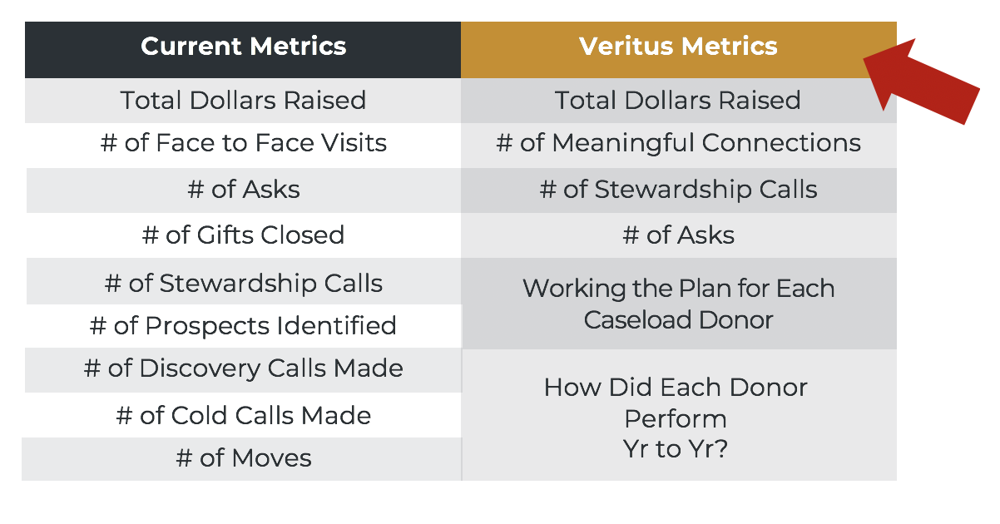 Current Metrics
Veritus Metrics
Total Dollars Raised
Total Dollars Raised
# of Face to Face Visits
# of Meaningful Connections
# of Asks
# of Stewardship Calls
# of Gifts Closed
# of Asks
# of Stewardship Calls
Working the Plan for Each
Caseload Donor
# of Prospects Identified
# of Discovery Calls Made
How Did Each Donor
Perform
Yr to Yr?
# of Cold Calls Made
# of Moves